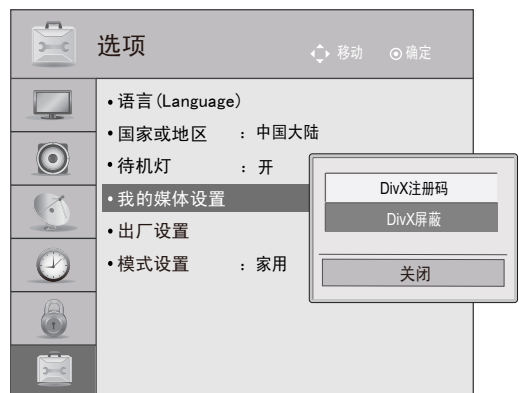 选项
移动 确定
•语言(Language)
•国家或地区 ：中国大陆
•待机灯 ：开
•我的媒体设置
•出厂设置
•模式设置 ：家用
DivX注册码
DivX屏蔽
关闭